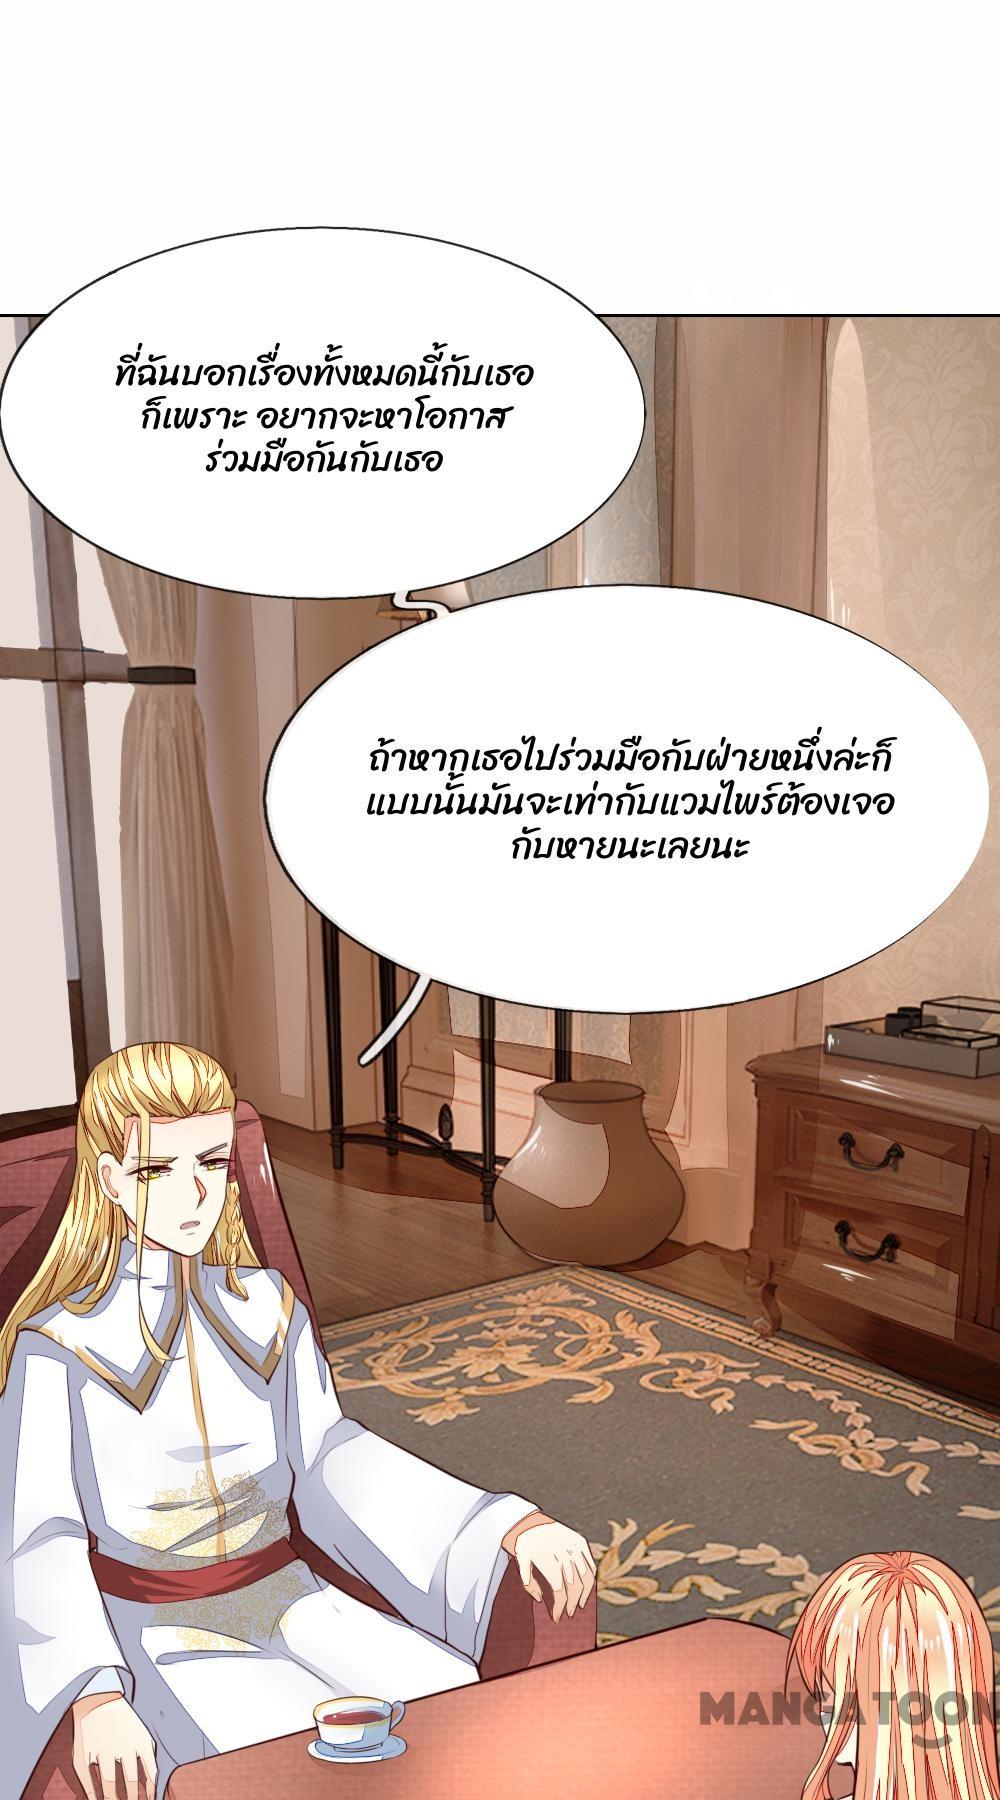 ที่ฉันบอกเรื่องทั้งหมดนี้กับเธอ
ก็เพราะ อยากจะหาโอกาส
ร่วมมือกันกับเธอ
ถ้าหากเธอไปร่วมมือกับฝ่ายหนึ่งล่ะก็
แบบนั้นมันจะเท่ากับแวมไพร์ต้องเจอ
กับหายนะเลยนะ
MANGATOON